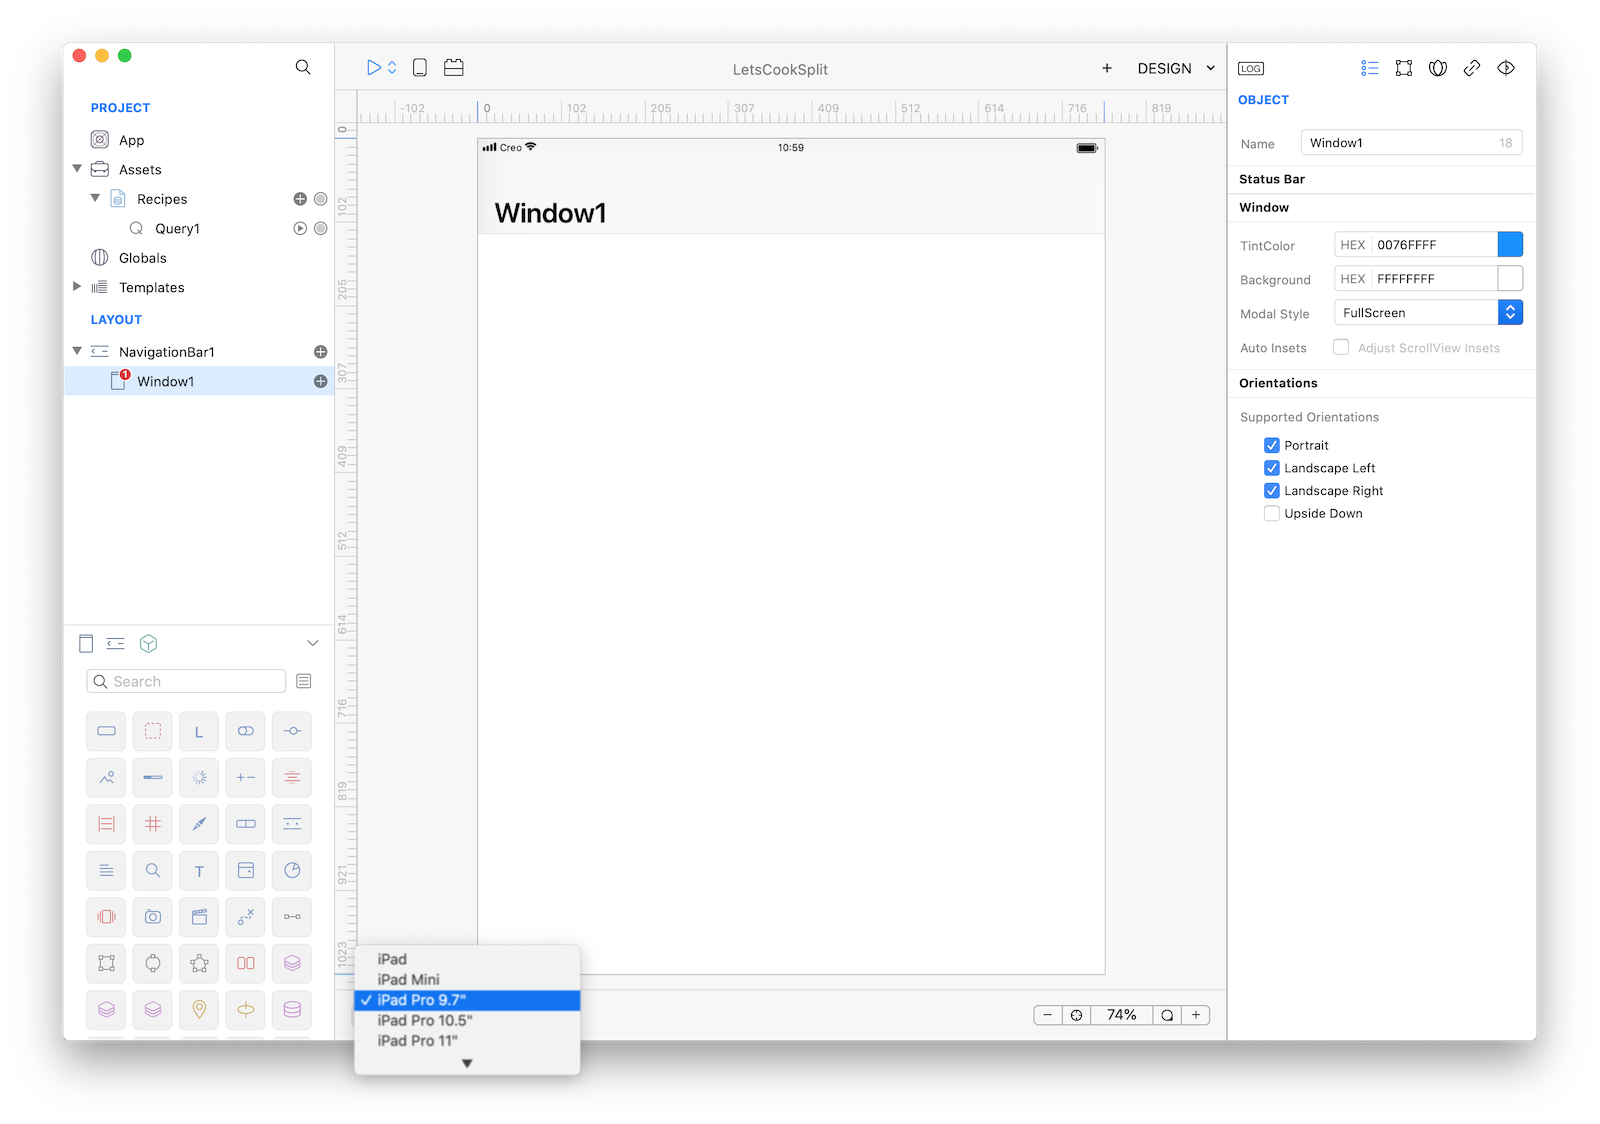 LetsCookSplit
DESIGN
LOG
PROJECT
App
Assets
Recipes
Query1
Globals
Templates
LAYOUT
NavigationBar1
1
Window1
Search
L
T
-102 0 102 205 307 409 512 614 716 819
0
102
205
307
409
512
614
716
819
921
1023
Creo 10:59
Window1
iPad
iPad Mini
✓ iPad Pro 9.7"
iPad Pro 10.5"
iPad Pro 11"
− 74% +
OBJECT
Name Window1 18
Status Bar
Window
TintColor HEX 0076FFFF
Background HEX FFFFFFFF
Modal Style FullScreen
Auto Insets Adjust ScrollView Insets
Orientations
Supported Orientations
Portrait
Landscape Left
Landscape Right
Upside Down